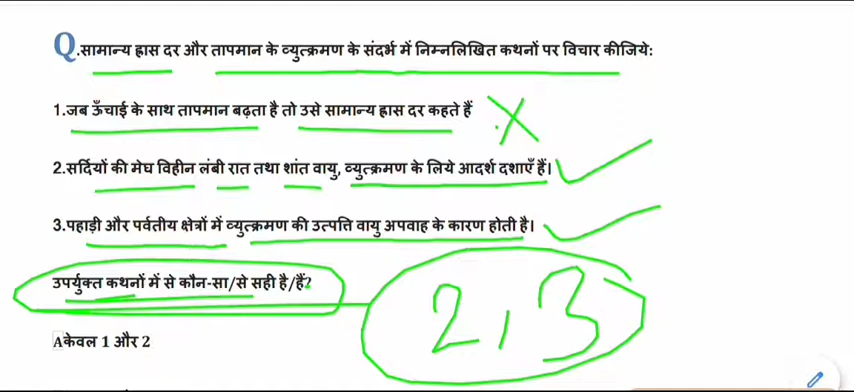 Q.सामान्य ह्रास दर और तापमान के व्युत्क्रमण के संदर्भ में निम्नलिखित कथनों पर विचार कीजिये:
1.जब ऊँचाई के साथ तापमान बढ़ता है तो उसे सामान्य ह्रास दर कहते हैं
2.सर्दियों की मेघ विहीन लंबी रात तथा शांत वायु, व्युत्क्रमण के लिये आदर्श दशाएँ हैं।
3.पहाड़ी और पर्वतीय क्षेत्रों में व्युत्क्रमण की उत्पत्ति वायु अपवाह के कारण होती है।
उपर्युक्त कथनों में से कौन-सा/से सही है/हैं?
2,3
Aकेवल 1 और 2